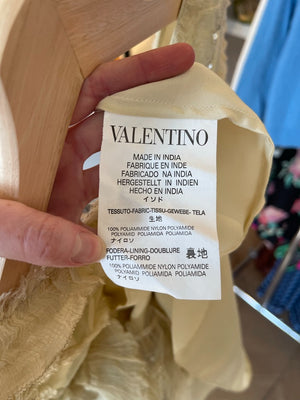 VALENTINO
MADE IN INDIA
FABRIQUE EN INDE
FABRICADO NA INDIA
HERGESTELLT IN INDIEN
HECHO EN INDIA
インド
TESSUTO-FABRIC-TISSU-GEWEBE-TELA
生地
100% POLIAMMIDE NYLON POLYAMIDE
POLYAMID POLIAMIDA POLIAMIDA
ナイロン
FODERA-LINING-DOUBLURE
FUTTER-FORRO 裏地
100% POLIAMMIDE NYLON POLYAMIDE
POLYAMID POLIAMIDA POLIAMIDA
ナイロン